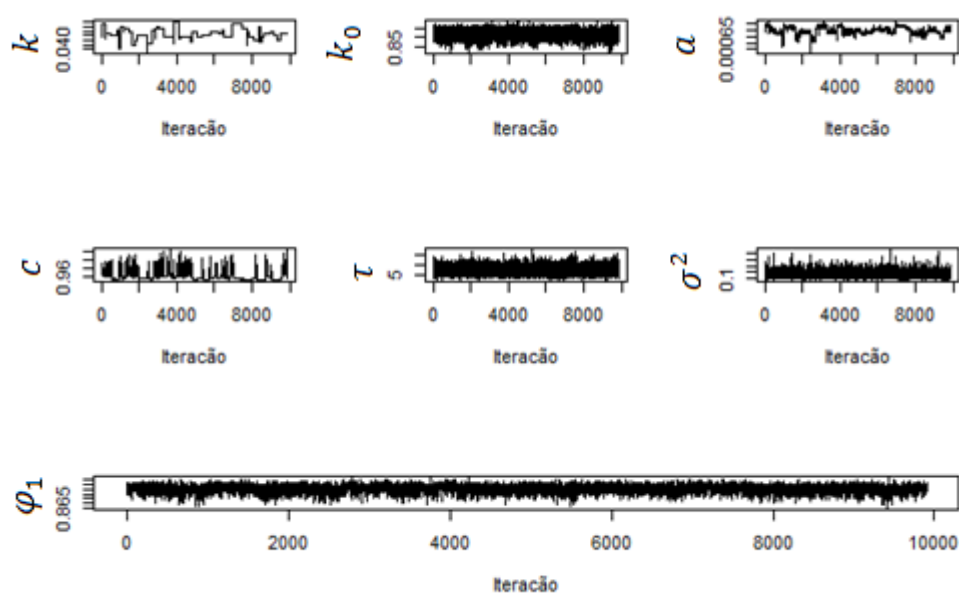 k 0.040 0 4000 8000 Iteracão
k₀ 0.85 0 4000 8000 Iteracão
a 0.00065 0 4000 8000 Iteracão
c 0.96 0 4000 8000 Iteracão
τ 5 0 4000 8000 Iteracão
σ² 0.1 0 4000 8000 Iteracão
φ₁ 0.865 0 2000 4000 6000 8000 10000
Iteracão